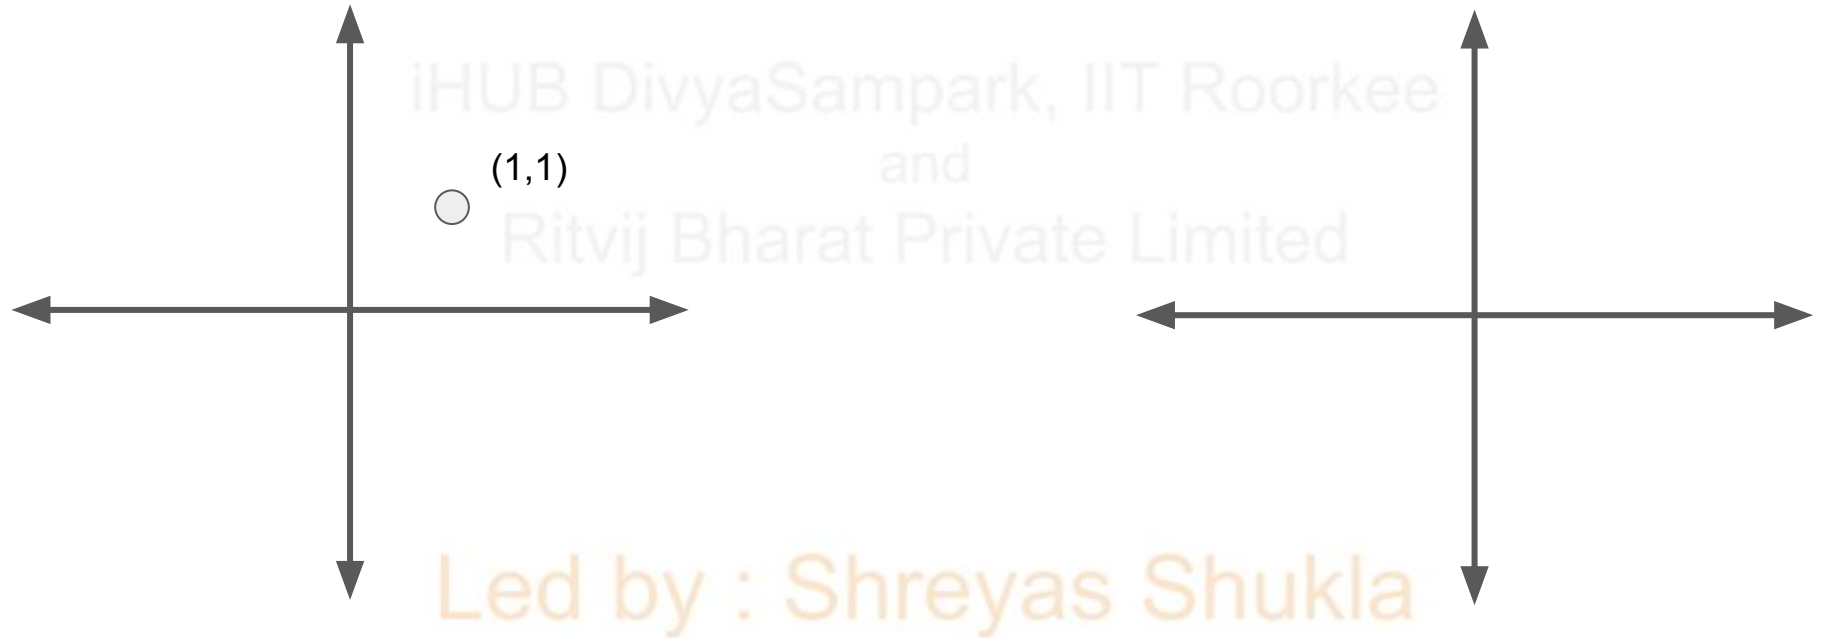 iHUB DivyaSampark, IIT Roorkee
and
(1,1)
Ritvij Bharat Private Limited
Led by : Shreyas Shukla